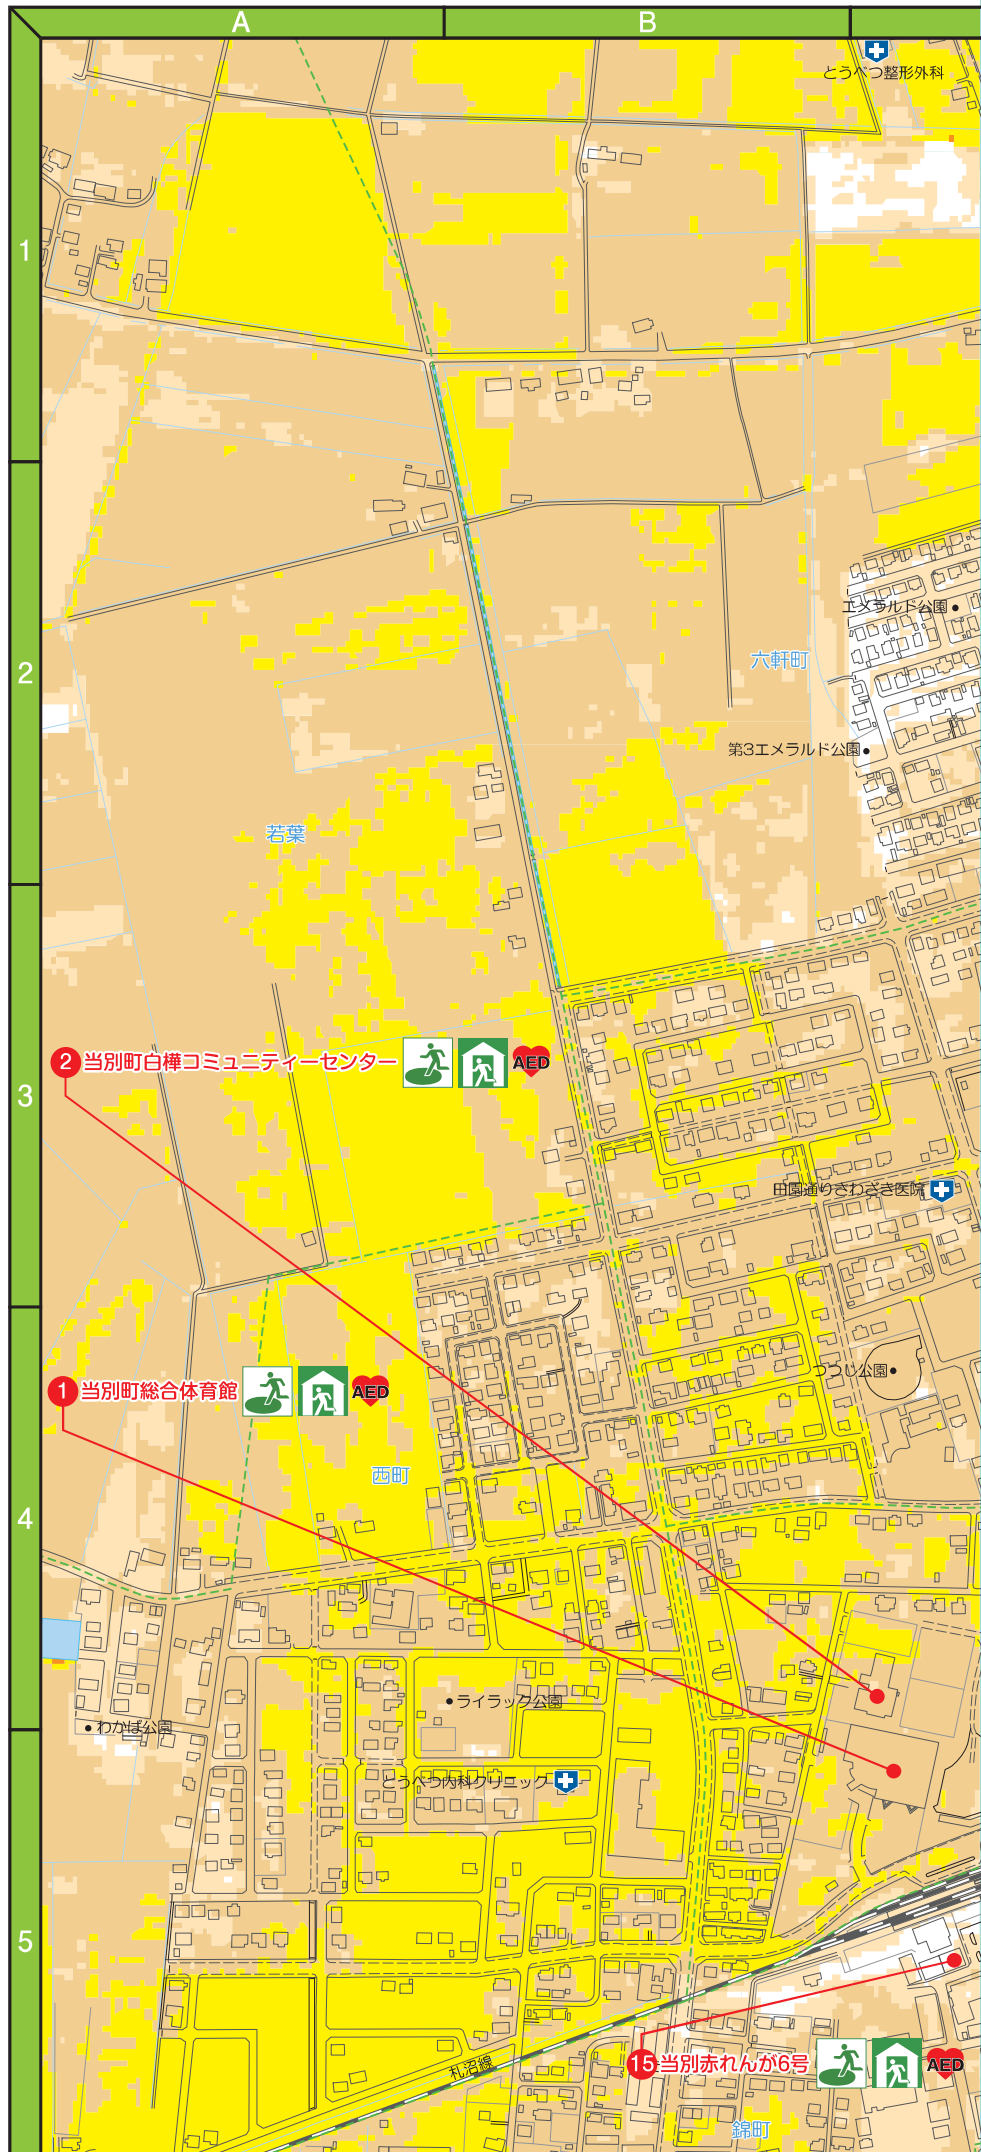 A
B
とうべつ整形外科
1
エメラルド公園
六軒町
2
第3エメラルド公園
若葉
2 当別町白樺コミュニティーセンター AED
3
田園通りさわざき医院
つつじ公園
1 当別町総合体育館 AED
西町
4
ライラック公園
わかば公園
とうべつ内科クリニック
5
15 当別赤れんが6号 AED
札沼線
錦町